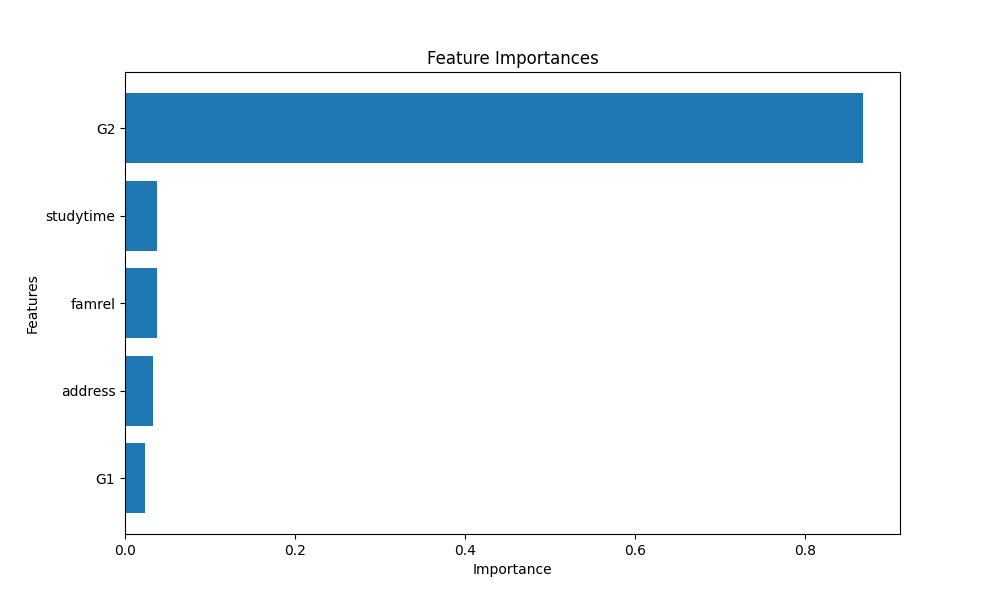 Feature Importances
Features
G2
studytime
famrel
address
G1
0.0 0.2 0.4 0.6 0.8
Importance